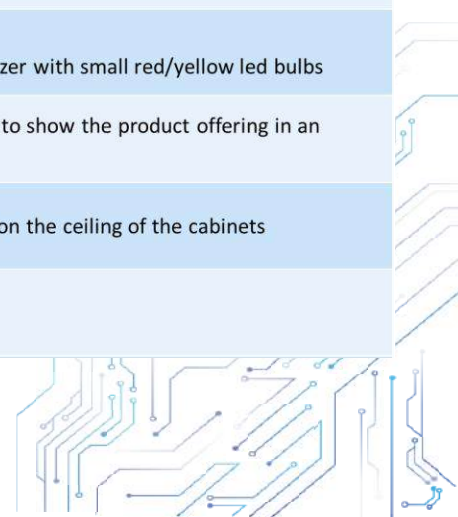 zer with small red/yellow led bulbs
to show the product offering in an
on the ceiling of the cabinets